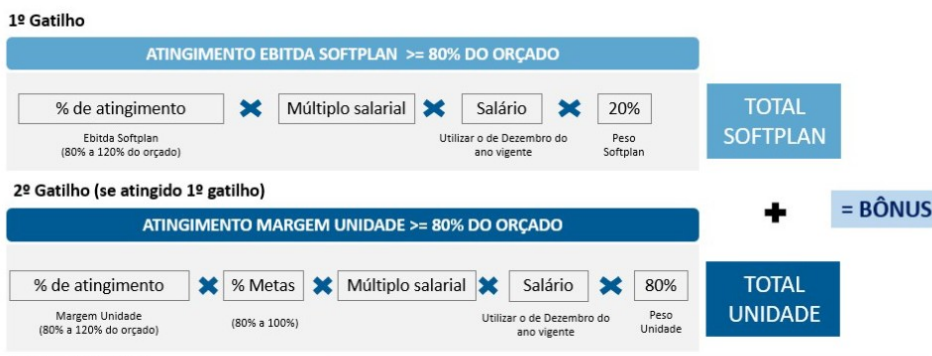 1º Gatilho
ATINGIMENTO EBITDA SOFTPLAN >= 80% DO ORÇADO
% de atingimento
Múltiplo salarial
Salário
20%
Ebitda Softplan
(80% a 120% do orçado)
Utilizar o de Dezembro do
ano vigente
Peso
Softplan
TOTAL
SOFTPLAN
2º Gatilho (se atingido 1º gatilho)
ATINGIMENTO MARGEM UNIDADE >= 80% DO ORÇADO
+
= BÔNUS
% de atingimento
% Metas
Múltiplo salarial
Salário
80%
Margem Unidade
(80% a 120% do orçado)
(80% a 100%)
Utilizar o de Dezembro do
ano vigente
Peso
Unidade
TOTAL
UNIDADE